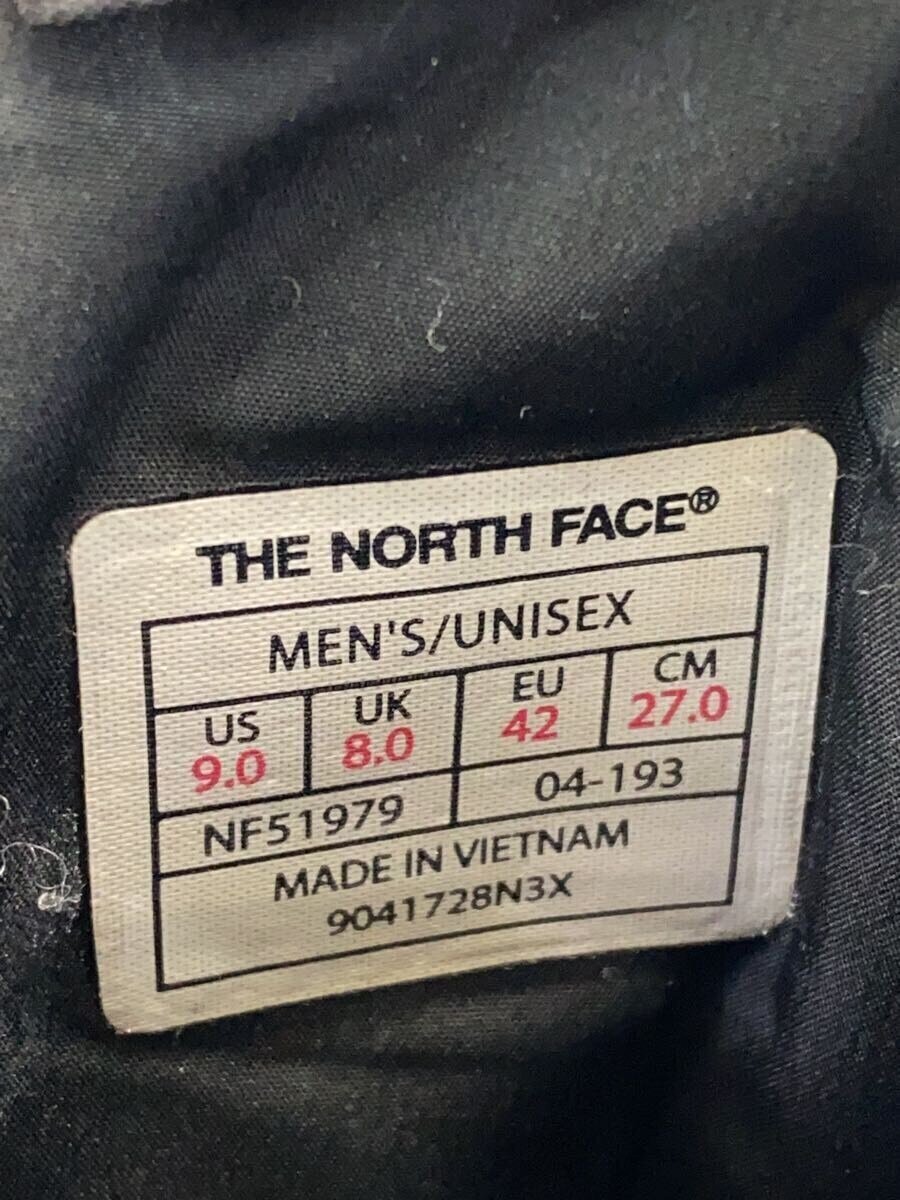 THE NORTH FACE®
MEN'S/UNISEX
US UK EU CM
9.0 8.0 42 27.0
NF51979 04-193
MADE IN VIETNAM
9041728N3X